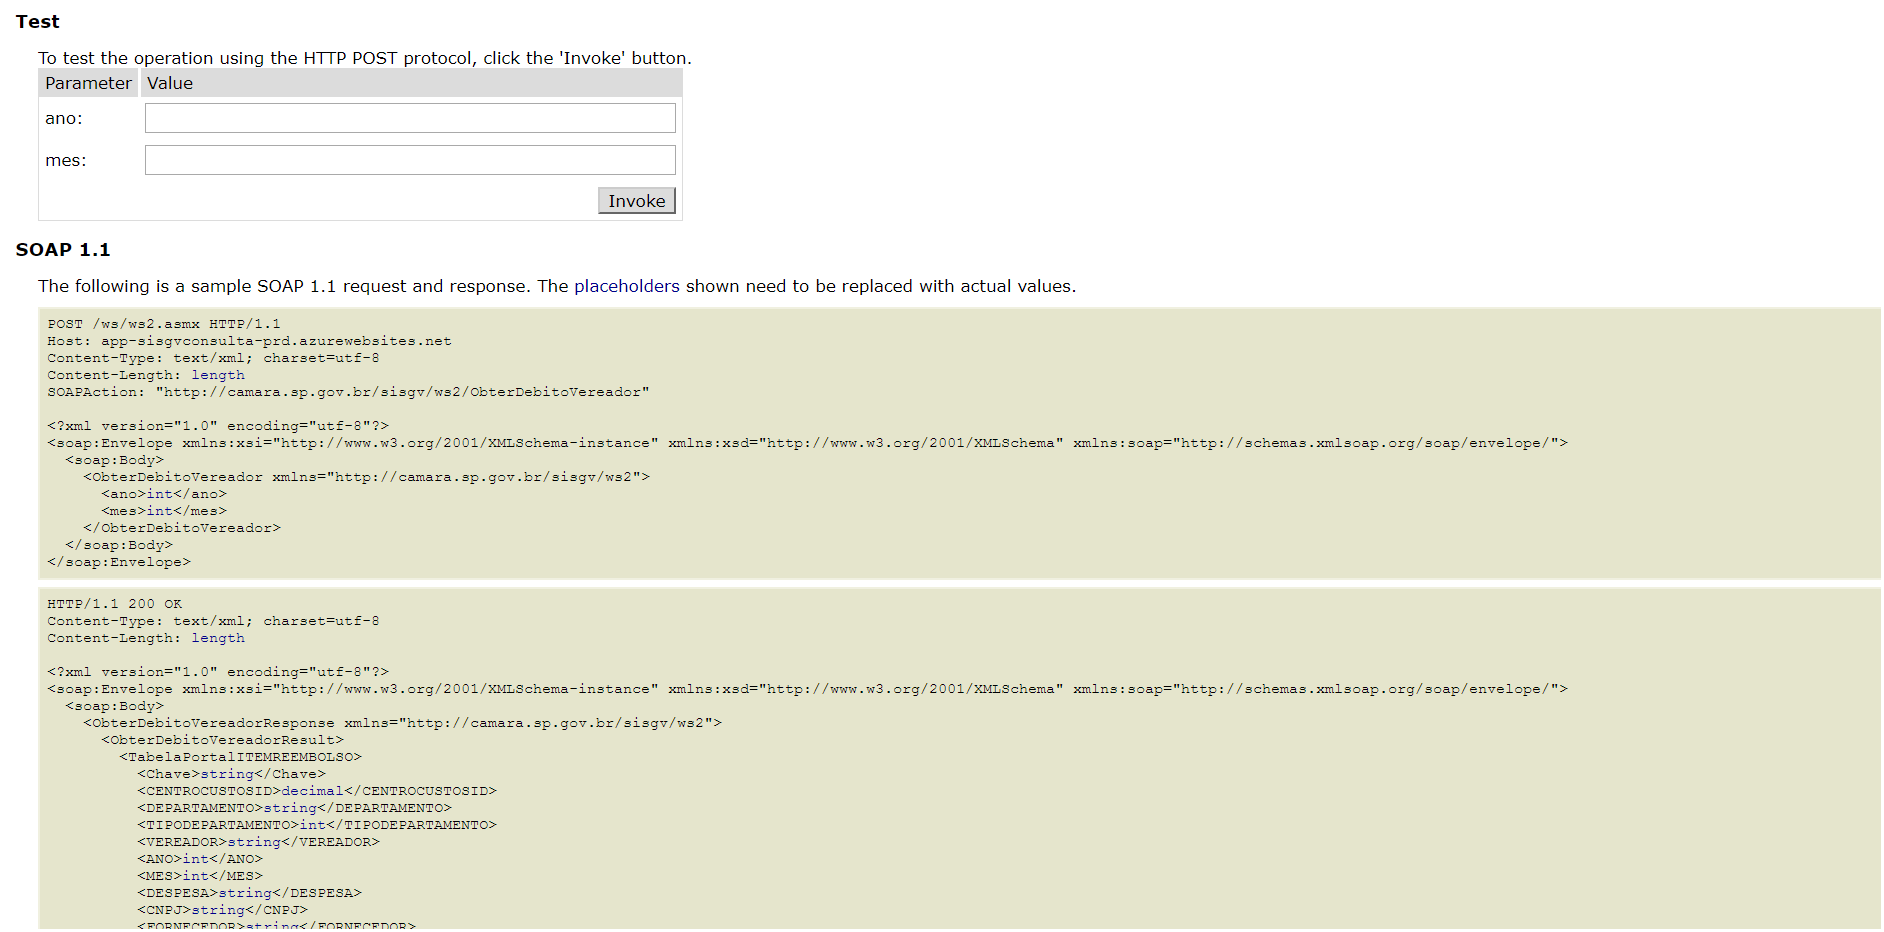 Test
To test the operation using the HTTP POST protocol, click the 'Invoke' button.
Parameter Value
ano:
mes:
Invoke
SOAP 1.1
The following is a sample SOAP 1.1 request and response. The placeholders shown need to be replaced with actual values.
POST /ws/ws2.asmx HTTP/1.1
Host: app-sisgvconsulta-prd.azurewebsites.net
Content-Type: text/xml; charset=utf-8
Content-Length: length
SOAPAction: "http://camara.sp.gov.br/sisgv/ws2/ObterDebitoVereador"
<?xml version="1.0" encoding="utf-8"?>
<soap:Envelope xmlns:xsi="http://www.w3.org/2001/XMLSchema-instance" xmlns:xsd="http://www.w3.org/2001/XMLSchema" xmlns:soap="http://schemas.xmlsoap.org/soap/envelope/">
<soap:Body>
<ObterDebitoVereador xmlns="http://camara.sp.gov.br/sisgv/ws2">
<ano>int</ano>
<mes>int</mes>
</ObterDebitoVereador>
</soap:Body>
</soap:Envelope>
HTTP/1.1 200 OK
Content-Type: text/xml; charset=utf-8
Content-Length: length
<?xml version="1.0" encoding="utf-8"?>
<soap:Envelope xmlns:xsi="http://www.w3.org/2001/XMLSchema-instance" xmlns:xsd="http://www.w3.org/2001/XMLSchema" xmlns:soap="http://schemas.xmlsoap.org/soap/envelope/">
<soap:Body>
<ObterDebitoVereadorResponse xmlns="http://camara.sp.gov.br/sisgv/ws2">
<ObterDebitoVereadorResult>
<TabelaPortalITEMREEMBOLSO>
<Chave>string</Chave>
<CENTROCUSTOSID>decimal</CENTROCUSTOSID>
<DEPARTAMENTO>string</DEPARTAMENTO>
<TIPODEPARTAMENTO>int</TIPODEPARTAMENTO>
<VEREADOR>string</VEREADOR>
<ANO>int</ANO>
<MES>int</MES>
<DESPESA>string</DESPESA>
<CNPJ>string</CNPJ>
<FORNECEDOR>string</FORNECEDOR>